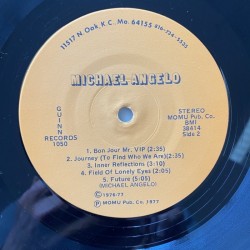 11517 N. Oak, K.C. Mo. 64155 816-734-5555
MICHAEL ANGELO
GUINN
RECORDS
1050
STEREO
MOMU Pub. Co.
BMI
38414
Side 2
1. Bon Jour Mr. VIP (2:35)
2. Journey (To Find Who We Are) (2:35)
3. Inner Reflections (3:10)
4. Field Of Lonely Eyes (2:05)
5. Future (5:05)
(MICHAEL ANGELO)
Ⓒ 1976-77
Ⓟ MOMU Pub. Co. 1977